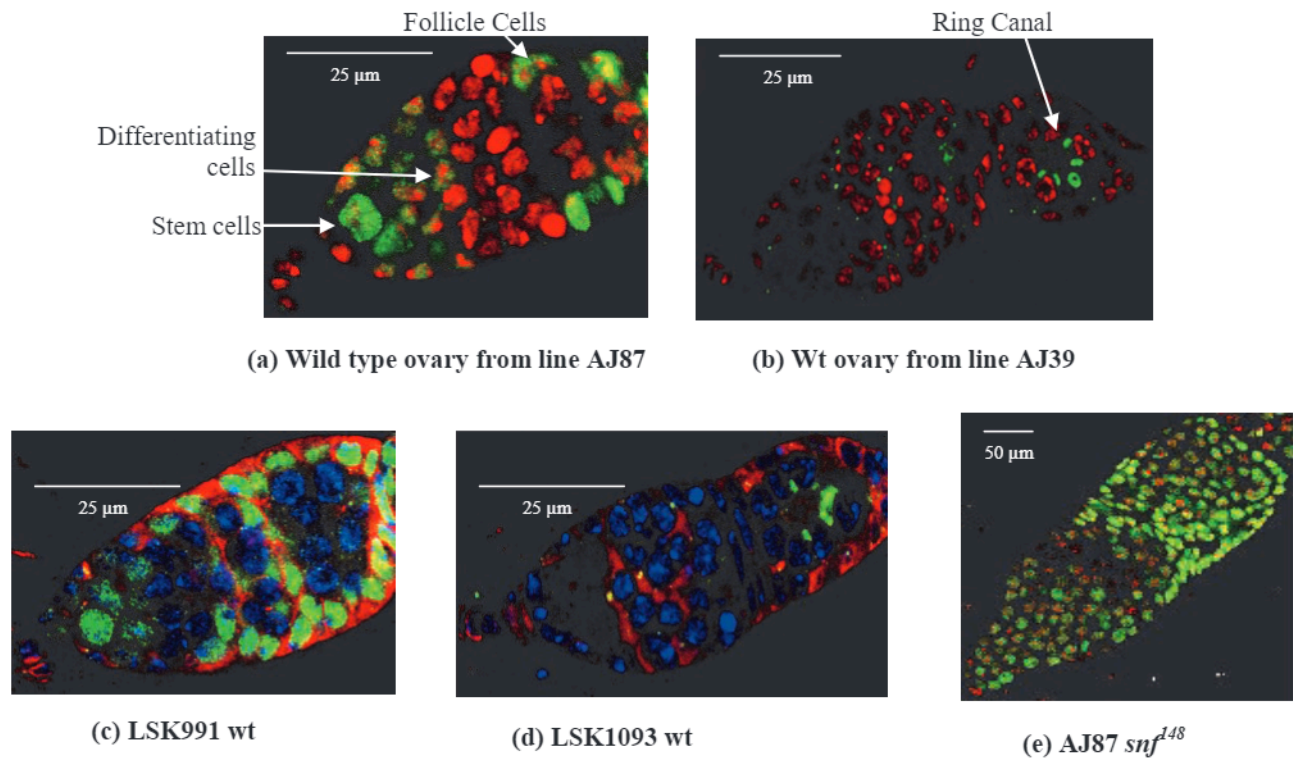 Follicle Cells
Ring Canal
25 μm
25 μm
Differentiating
cells
Stem cells
(a) Wild type ovary from line AJ87
(b) Wt ovary from line AJ39
25 μm
25 μm
50 μm
(c) LSK991 wt
(d) LSK1093 wt
(e) AJ87 snf¹⁴⁸